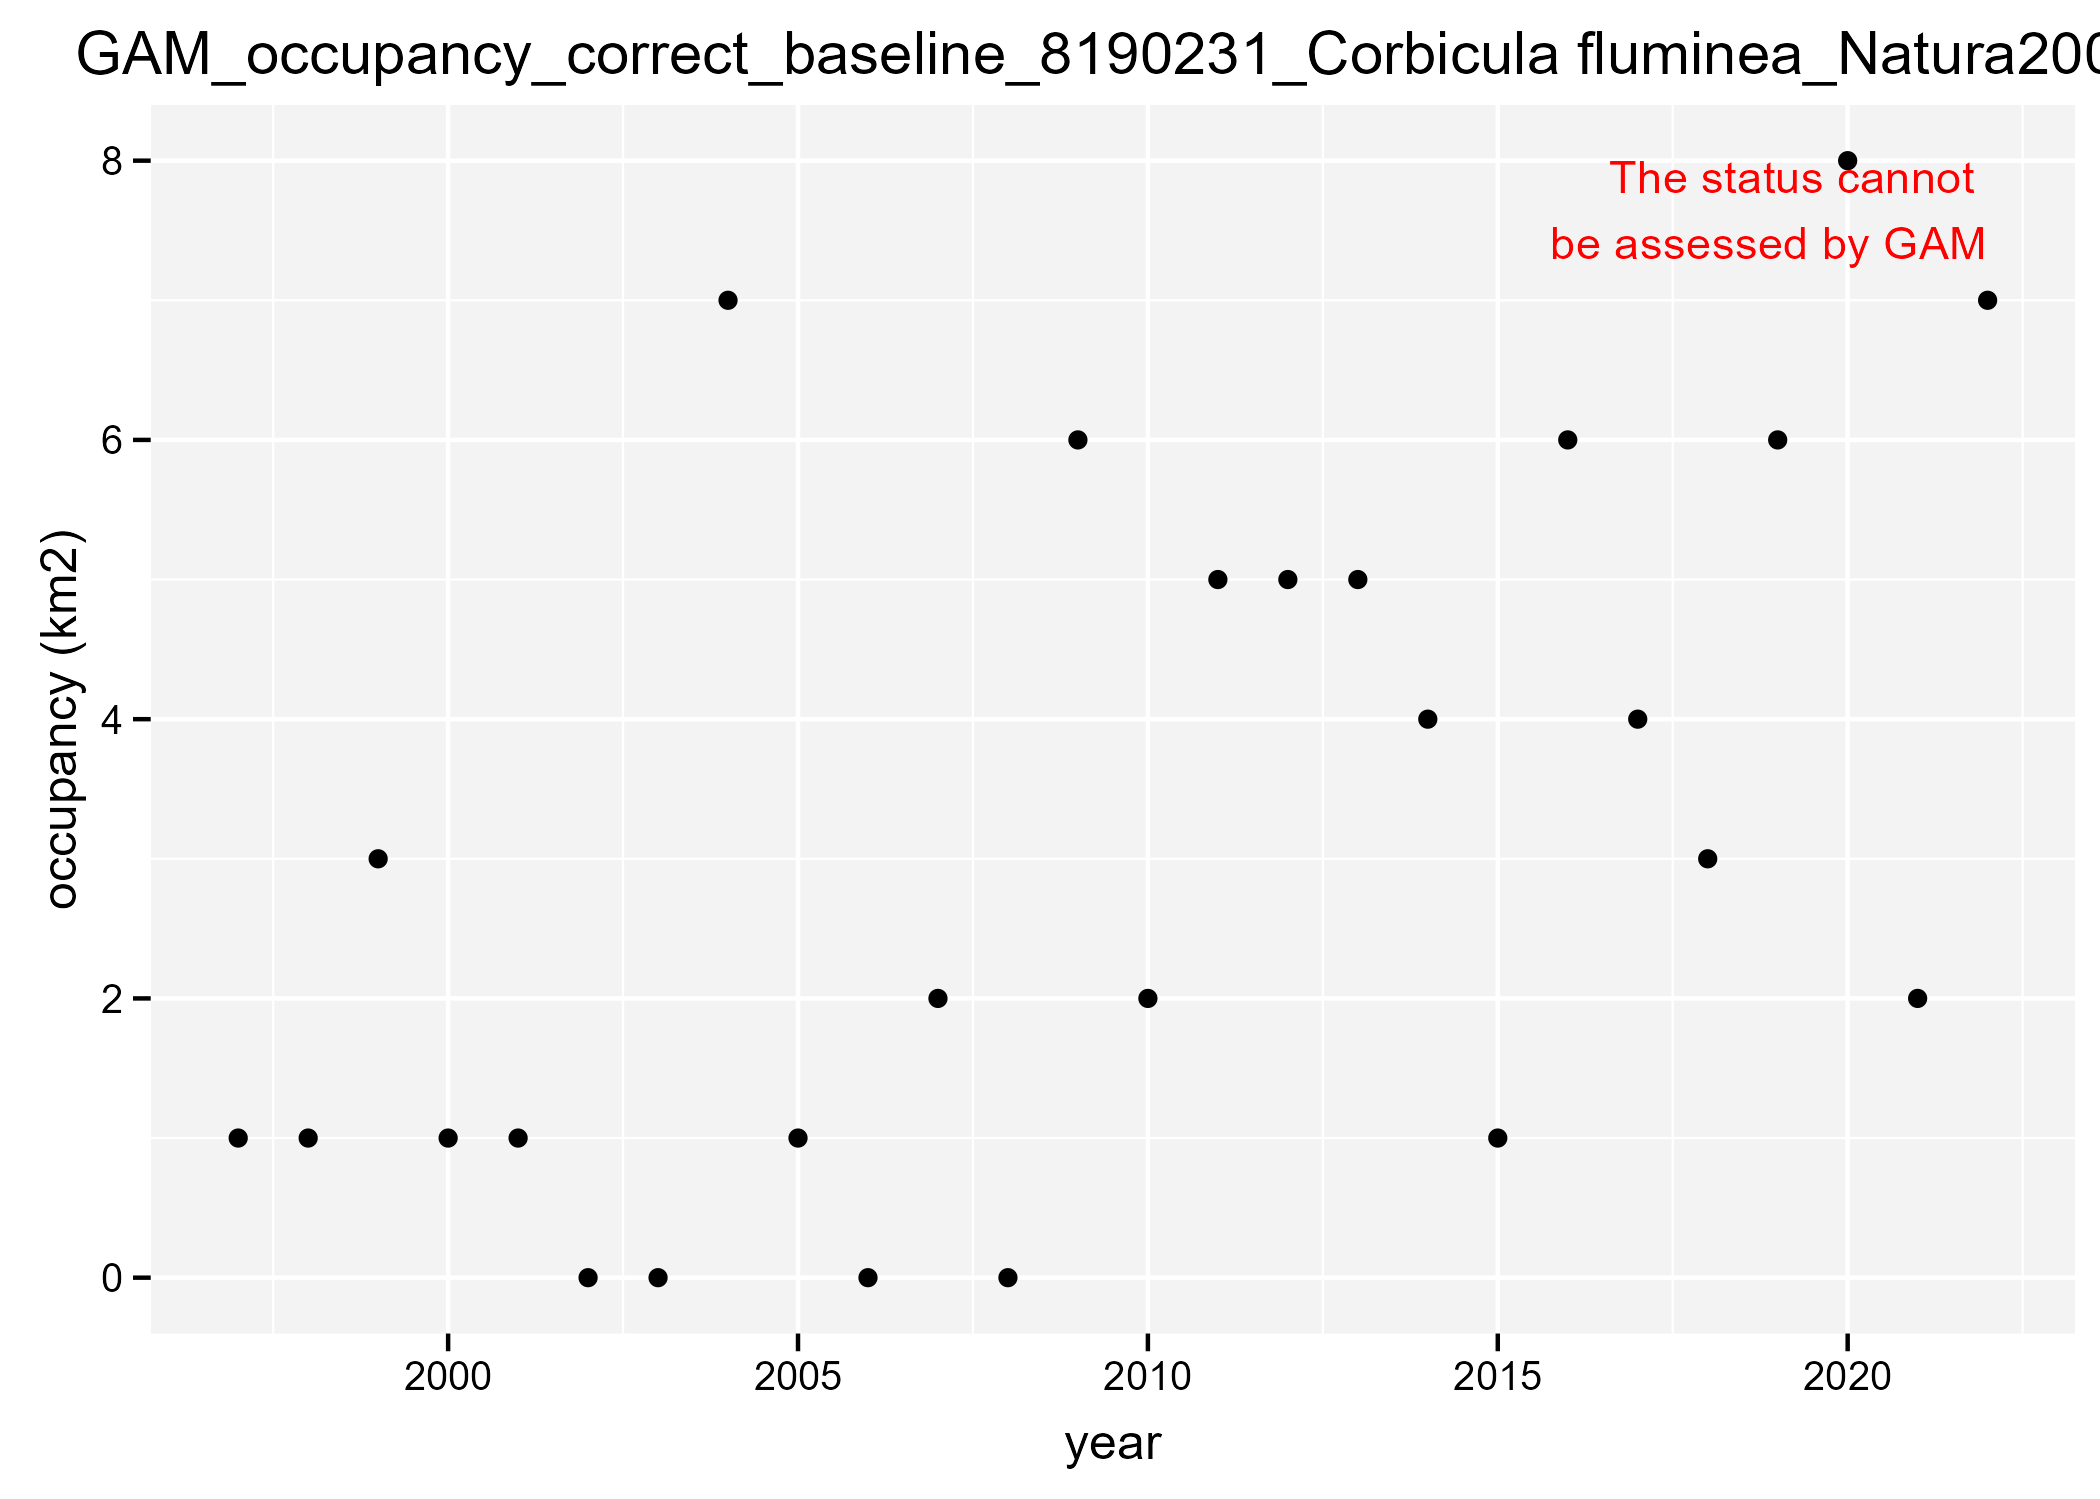 GAM_occupancy_correct_baseline_8190231_Corbicula fluminea_Natura200
8
The status cannot
be assessed by GAM
6
4
2
0
occupancy (km2)
2000 2005 2010 2015 2020
year